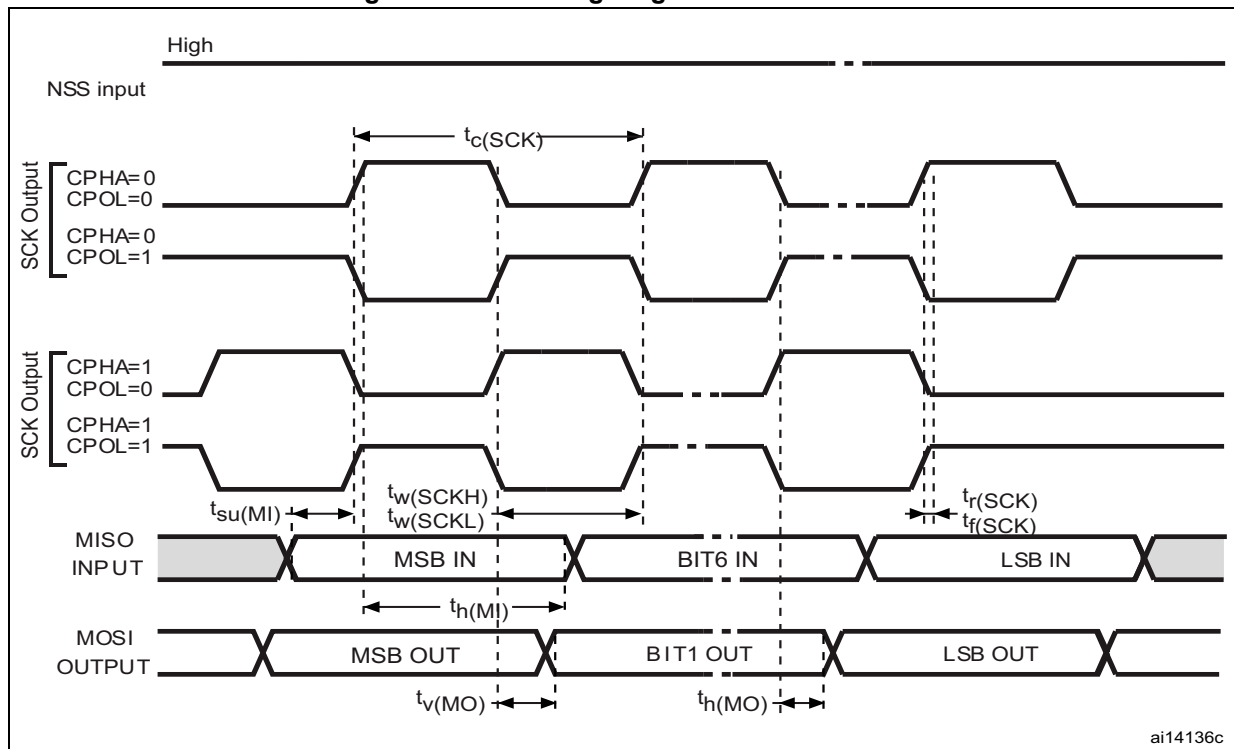 High
NSS input
tc(SCK)
SCK Output
CPHA=0
CPOL=0
CPHA=0
CPOL=1
SCK Output
CPHA=1
CPOL=0
CPHA=1
CPOL=1
tsu(MI)
tw(SCKH)
tw(SCKL)
tr(SCK)
tf(SCK)
MISO
INPUT
MSB IN
BIT6 IN
LSB IN
th(MI)
MOSI
OUTPUT
MSB OUT
BIT1 OUT
LSB OUT
tv(MO)
th(MO)
ai14136c